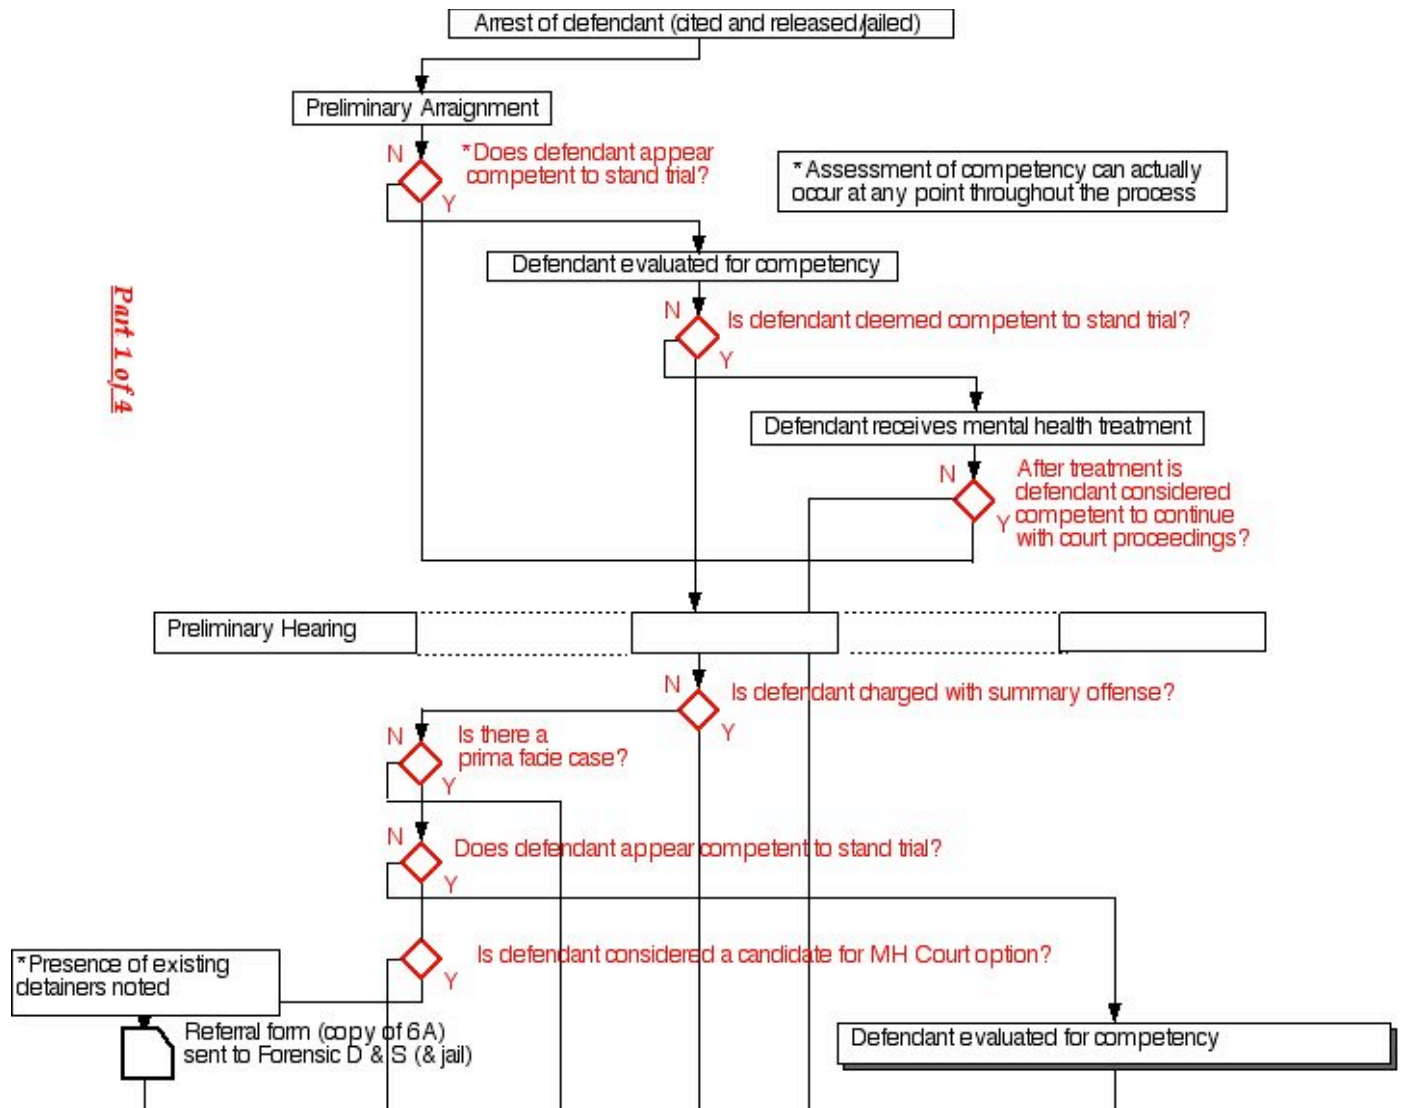 Arrest of defendant (cited and released/jailed)
Preliminary Arraignment
N
*Does defendant appear
competent to stand trial?
Y
*Assessment of competency can actually
occur at any point throughout the process
Defendant evaluated for competency
Part 1 of 4
N
Is defendant deemed competent to stand trial?
Y
Defendant receives mental health treatment
N
After treatment is
defendant considered
Y competent to continue
with court proceedings?
Preliminary Hearing
N
Is defendant charged with summary offense?
Y
N
Is there a
prima facie case?
Y
N
Does defendant appear competent to stand trial?
Y
Is defendant considered a candidate for MH Court option?
Y
*Presence of existing
detainers noted
Referral form (copy of 6A)
sent to Forensic D & S (& jail)
Defendant evaluated for competency